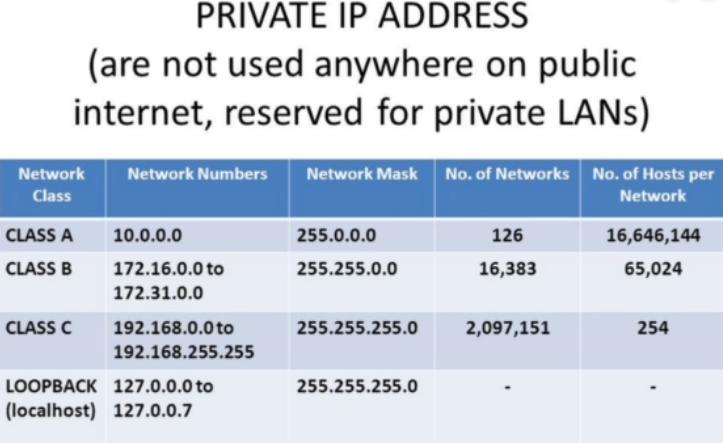 PRIVATE IP ADDRESS
(are not used anywhere on public
internet, reserved for private LANs)
Network Class Network Numbers Network Mask No. of Networks No. of Hosts per Network
CLASS A 10.0.0.0 255.0.0.0 126 16,646,144
CLASS B 172.16.0.0 to 172.31.0.0 255.255.0.0 16,383 65,024
CLASS C 192.168.0.0 to 192.168.255.255 255.255.255.0 2,097,151 254
LOOPBACK (localhost) 127.0.0.0 to 127.0.0.7 255.255.255.0 - -